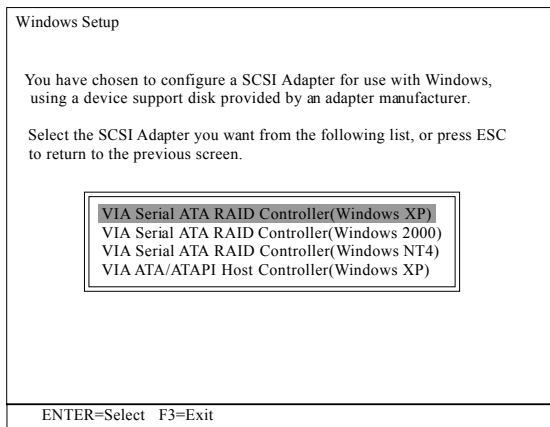 Windows Setup
You have chosen to configure a SCSI Adapter for use with Windows,
using a device support disk provided by an adapter manufacturer.
Select the SCSI Adapter you want from the following list, or press ESC
to return to the previous screen.
VIA Serial ATA RAID Controller(Windows XP)
VIA Serial ATA RAID Controller(Windows 2000)
VIA Serial ATA RAID Controller(Windows NT4)
VIA ATA/ATAPI Host Controller(Windows XP)
ENTER=Select F3=Exit